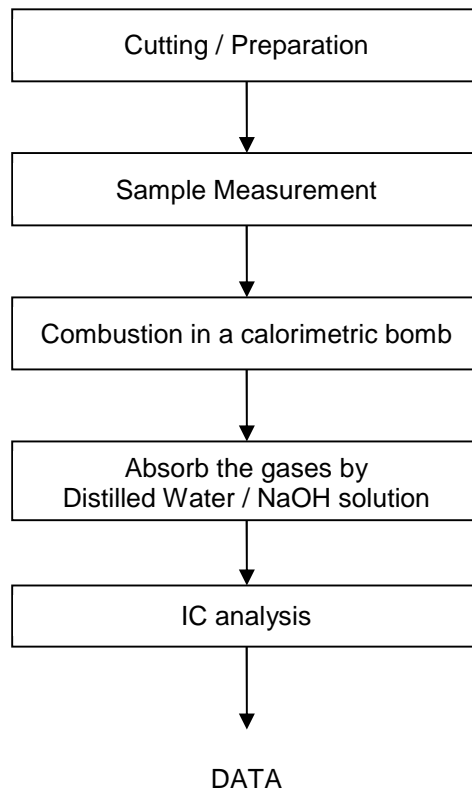 Cutting / Preparation
Sample Measurement
Combustion in a calorimetric bomb
Absorb the gases by
Distilled Water / NaOH solution
IC analysis
DATA